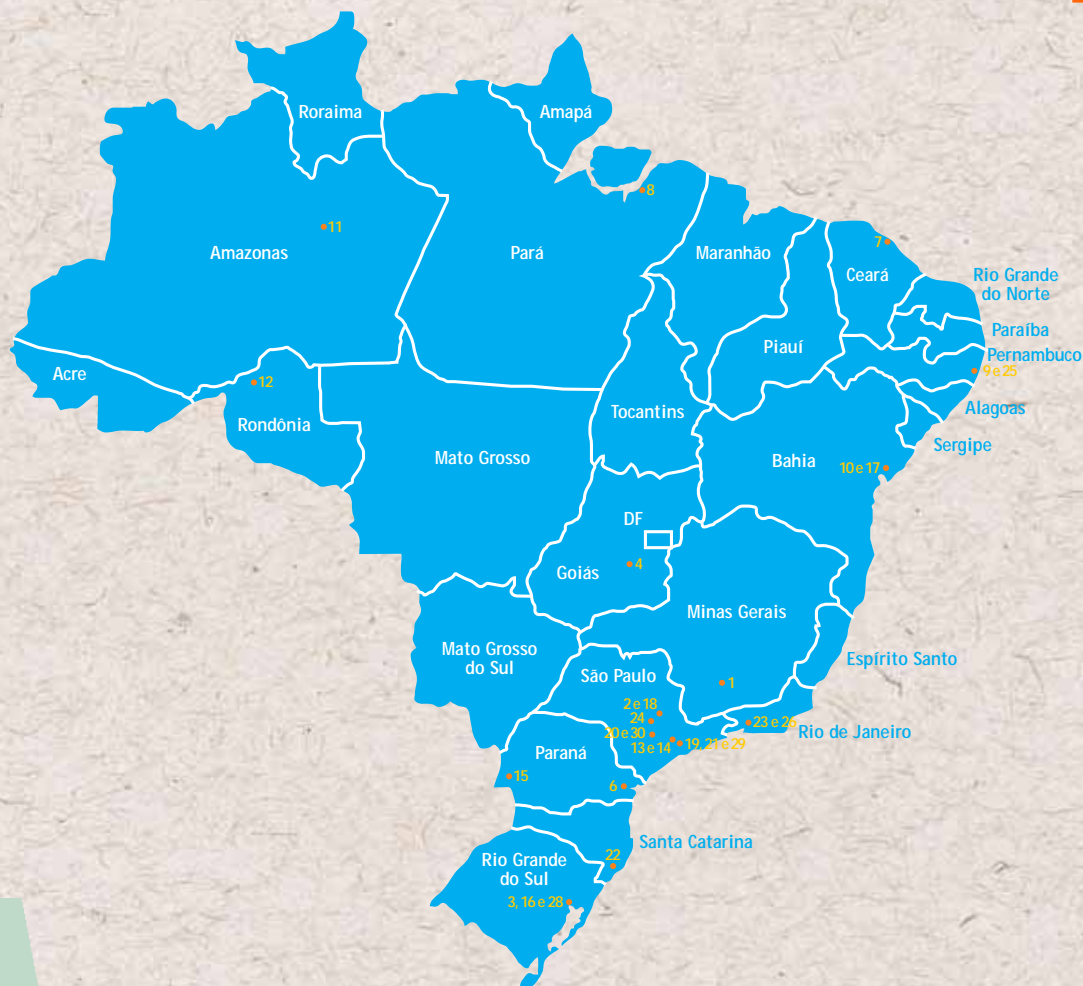 Roraima
Amapá
8
11
Amazonas
Pará
Maranhão
7
Ceará
Rio Grande
do Norte
Paraíba
Piauí
Pernambuco
9 e 25
Acre
12
Rondônia
Tocantins
Alagoas
Sergipe
Mato Grosso
Bahia
10 e 17
DF
4
Goiás
Minas Gerais
Mato Grosso
do Sul
Espírito Santo
São Paulo
1
2 e 18
24
20 e 30
13 e 14
19, 21 e 29
23 e 26
Rio de Janeiro
Paraná
15
6
Santa Catarina
22
Rio Grande
do Sul
3, 16 e 28